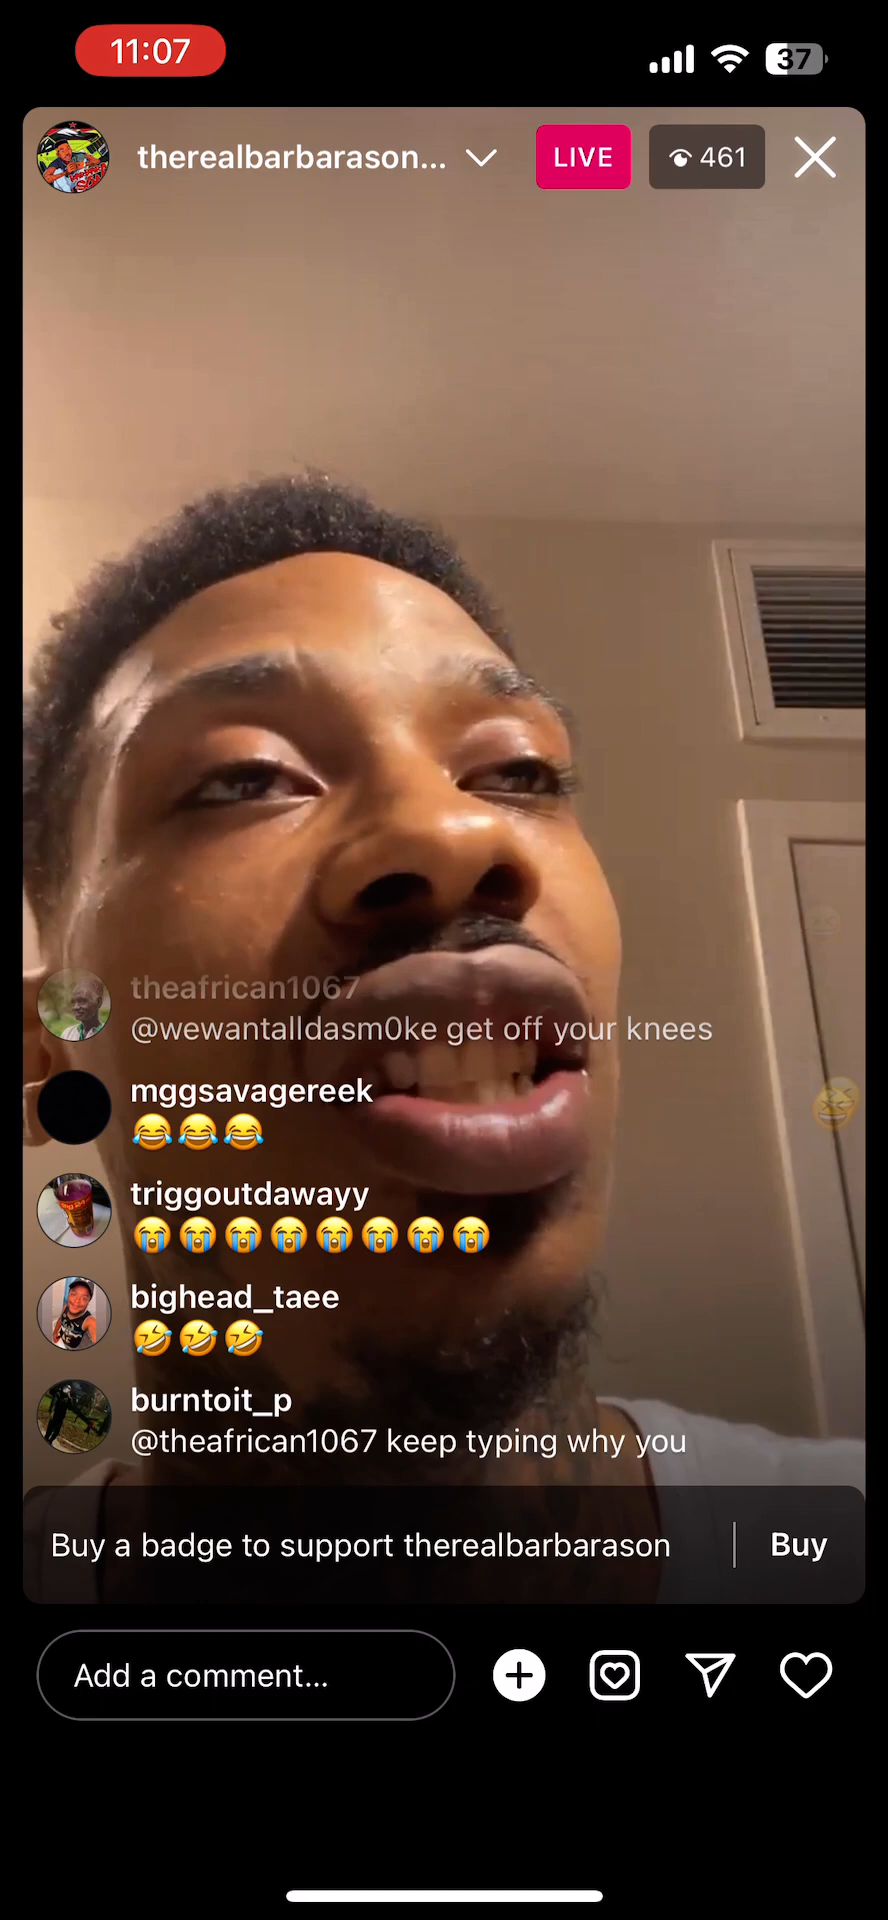 11:07
37
therealbarbarason...
LIVE
461
theafrican1067
@wewantalldasm0ke get off your knees
mggsavagereek
😂😂😂
triggoutdawayy
😭😭😭😭😭😭😭😭
bighead_taee
🤣🤣🤣
burntoit_p
@theafrican1067 keep typing why you
Buy a badge to support therealbarbarason
Buy
Add a comment...